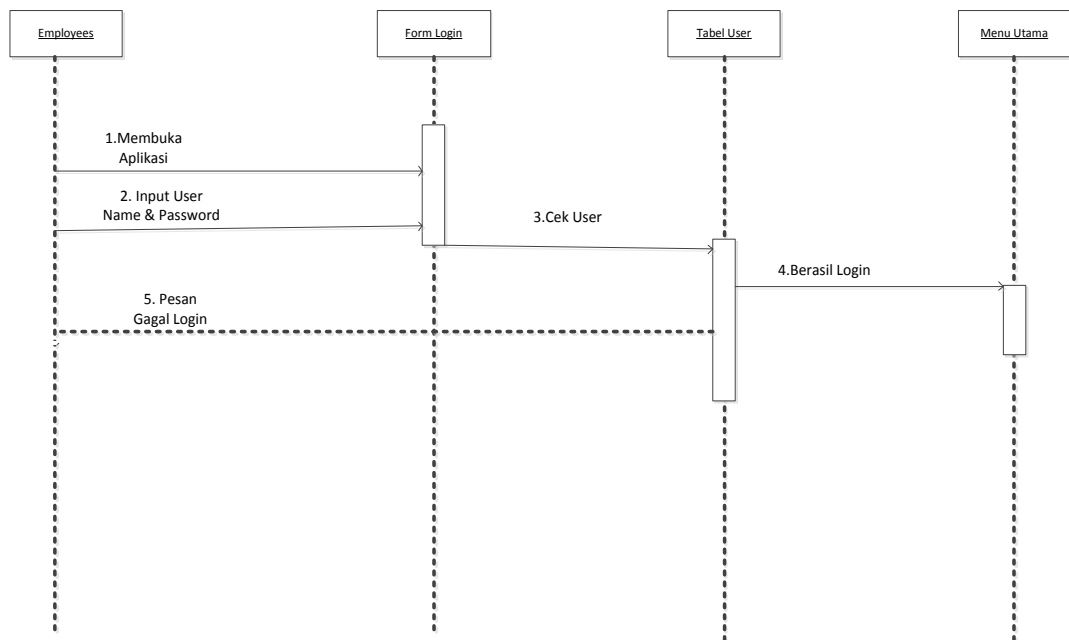 Employees
Form Login
Tabel User
Menu Utama
1.Membuka
Aplikasi
2. Input User
Name & Password
3.Cek User
4.Berasil Login
5. Pesan
Gagal Login